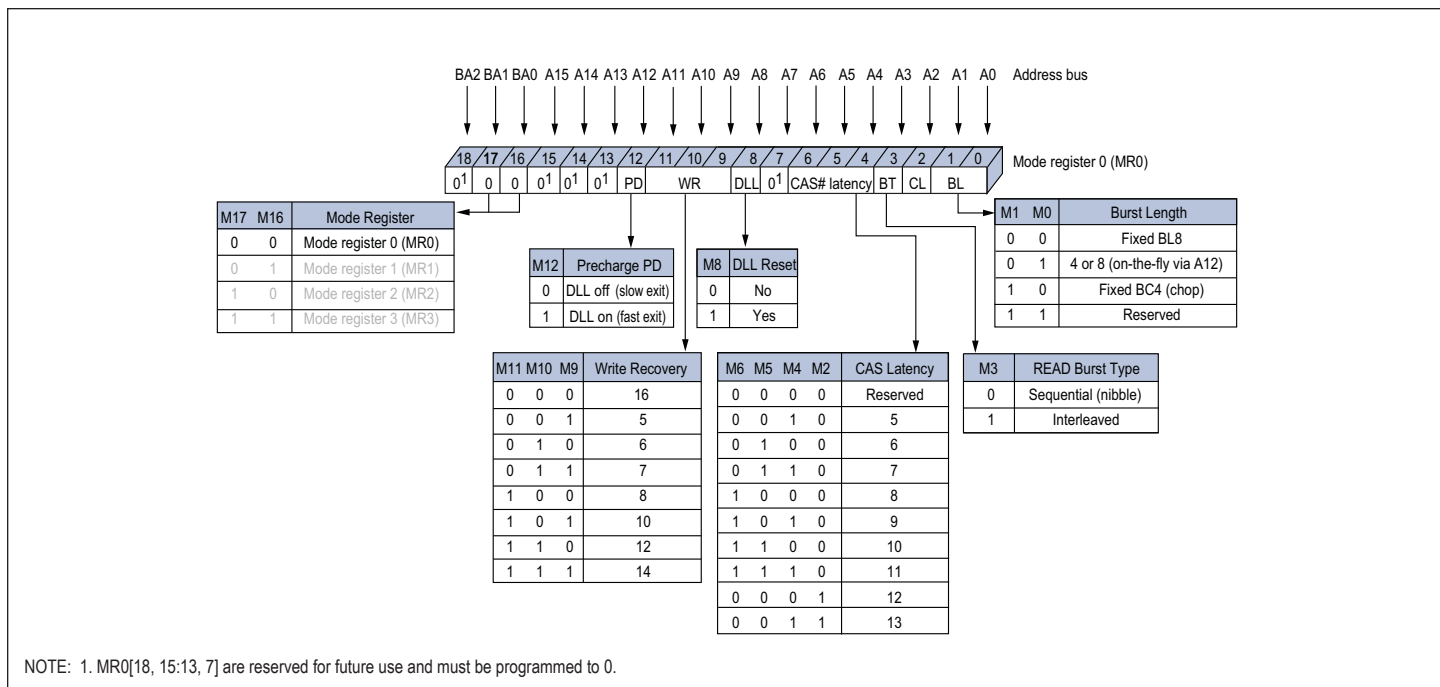 BA2 BA1 BA0 A15 A14 A13 A12 A11 A10 A9 A8 A7 A6 A5 A4 A3 A2 A1 A0 Address bus
18 17 16 15 14 13 12 11 10 9 8 7 6 5 4 3 2 1 0 Mode register 0 (MR0)
0¹ 0 0 0¹ 0¹ 0¹ PD WR DLL 0¹ CAS# latency BT CL BL
M17 M16 Mode Register
0 0 Mode register 0 (MR0)
0 1 Mode register 1 (MR1)
1 0 Mode register 2 (MR2)
1 1 Mode register 3 (MR3)
M12 Precharge PD
0 DLL off (slow exit)
1 DLL on (fast exit)
M8 DLL Reset
0 No
1 Yes
M1 M0 Burst Length
0 0 Fixed BL8
0 1 4 or 8 (on-the-fly via A12)
1 0 Fixed BC4 (chop)
1 1 Reserved
M11 M10 M9 Write Recovery
0 0 0 16
0 0 1 5
0 1 0 6
0 1 1 7
1 0 0 8
1 0 1 10
1 1 0 12
1 1 1 14
M6 M5 M4 M2 CAS Latency
0 0 0 0 Reserved
0 0 1 0 5
0 1 0 0 6
0 1 1 0 7
1 0 0 0 8
1 0 1 0 9
1 1 0 0 10
1 1 1 0 11
0 0 0 1 12
0 0 1 1 13
M3 READ Burst Type
0 Sequential (nibble)
1 Interleaved
NOTE: 1. MR0[18, 15:13, 7] are reserved for future use and must be programmed to 0.